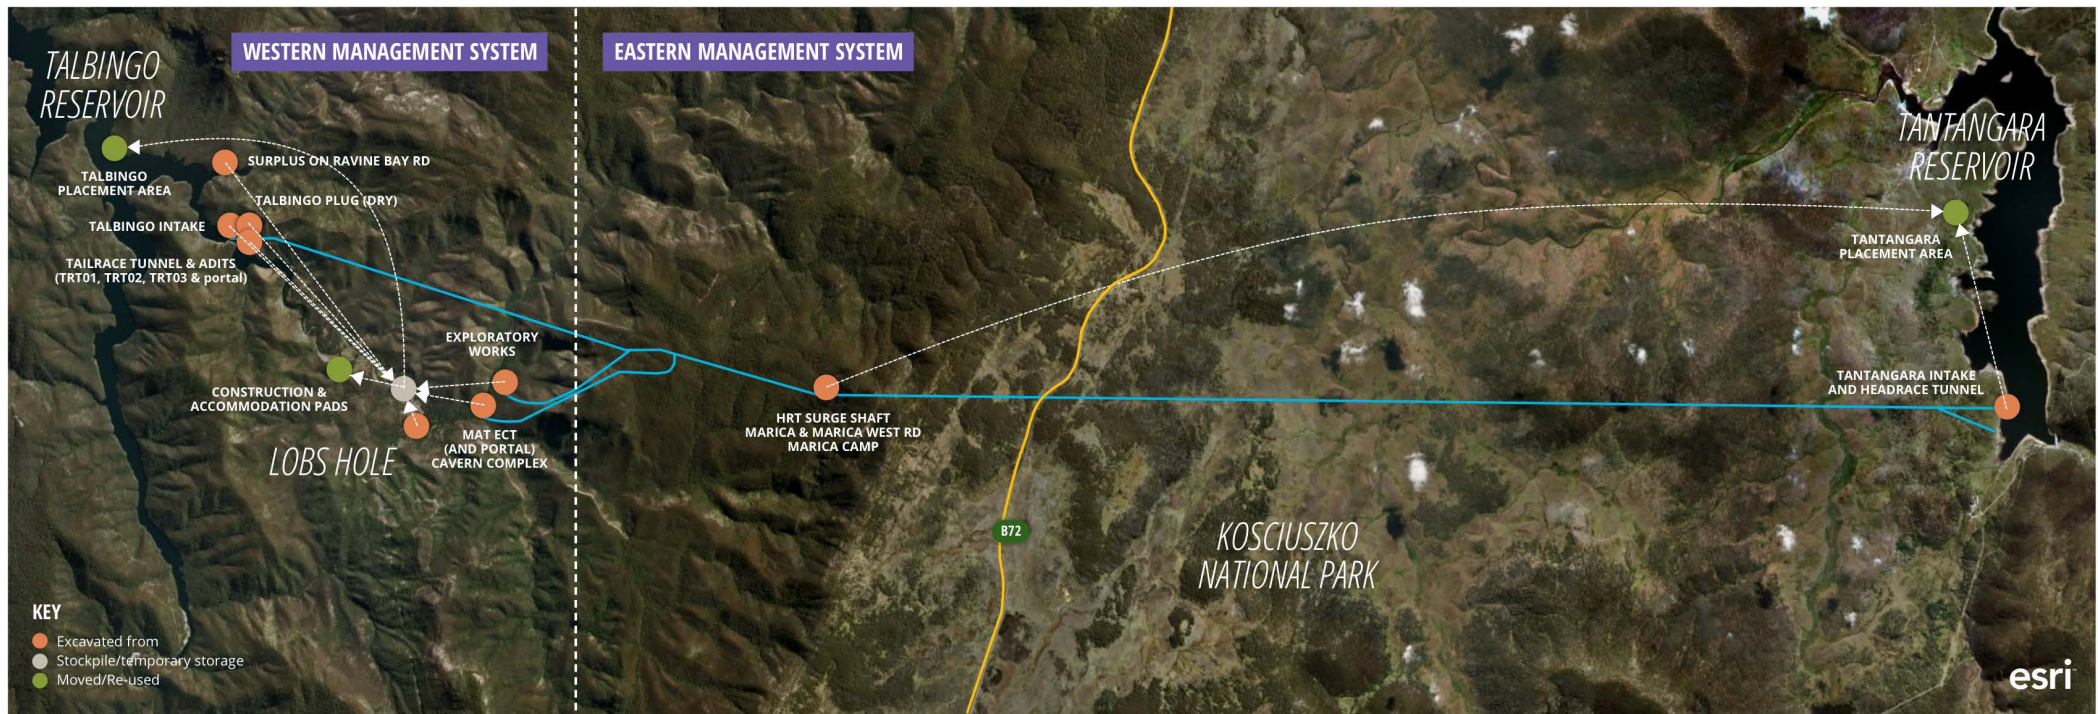 WESTERN MANAGEMENT SYSTEM
EASTERN MANAGEMENT SYSTEM
TALBINGO
RESERVOIR
SURPLUS ON RAVINE BAY RD
TALBINGO
PLACEMENT AREA
TALBINGO PLUG (DRY)
TALBINGO INTAKE
TAILRACE TUNNEL & ADITS
(TRT01, TRT02, TRT03 & portal)
EXPLORATORY
WORKS
CONSTRUCTION &
ACCOMMODATION PADS
MAT ECT
(AND PORTAL)
CAVERN COMPLEX
LOBS HOLE
HRT SURGE SHAFT
MARICA & MARICA WEST RD
MARICA CAMP
B72
KOSCIUSZKO
NATIONAL PARK
TANTANGARA
RESERVOIR
TANTANGARA
PLACEMENT AREA
TANTANGARA INTAKE
AND HEADRACE TUNNEL
KEY
Excavated from
Stockpile/temporary storage
Moved/Re-used
esri